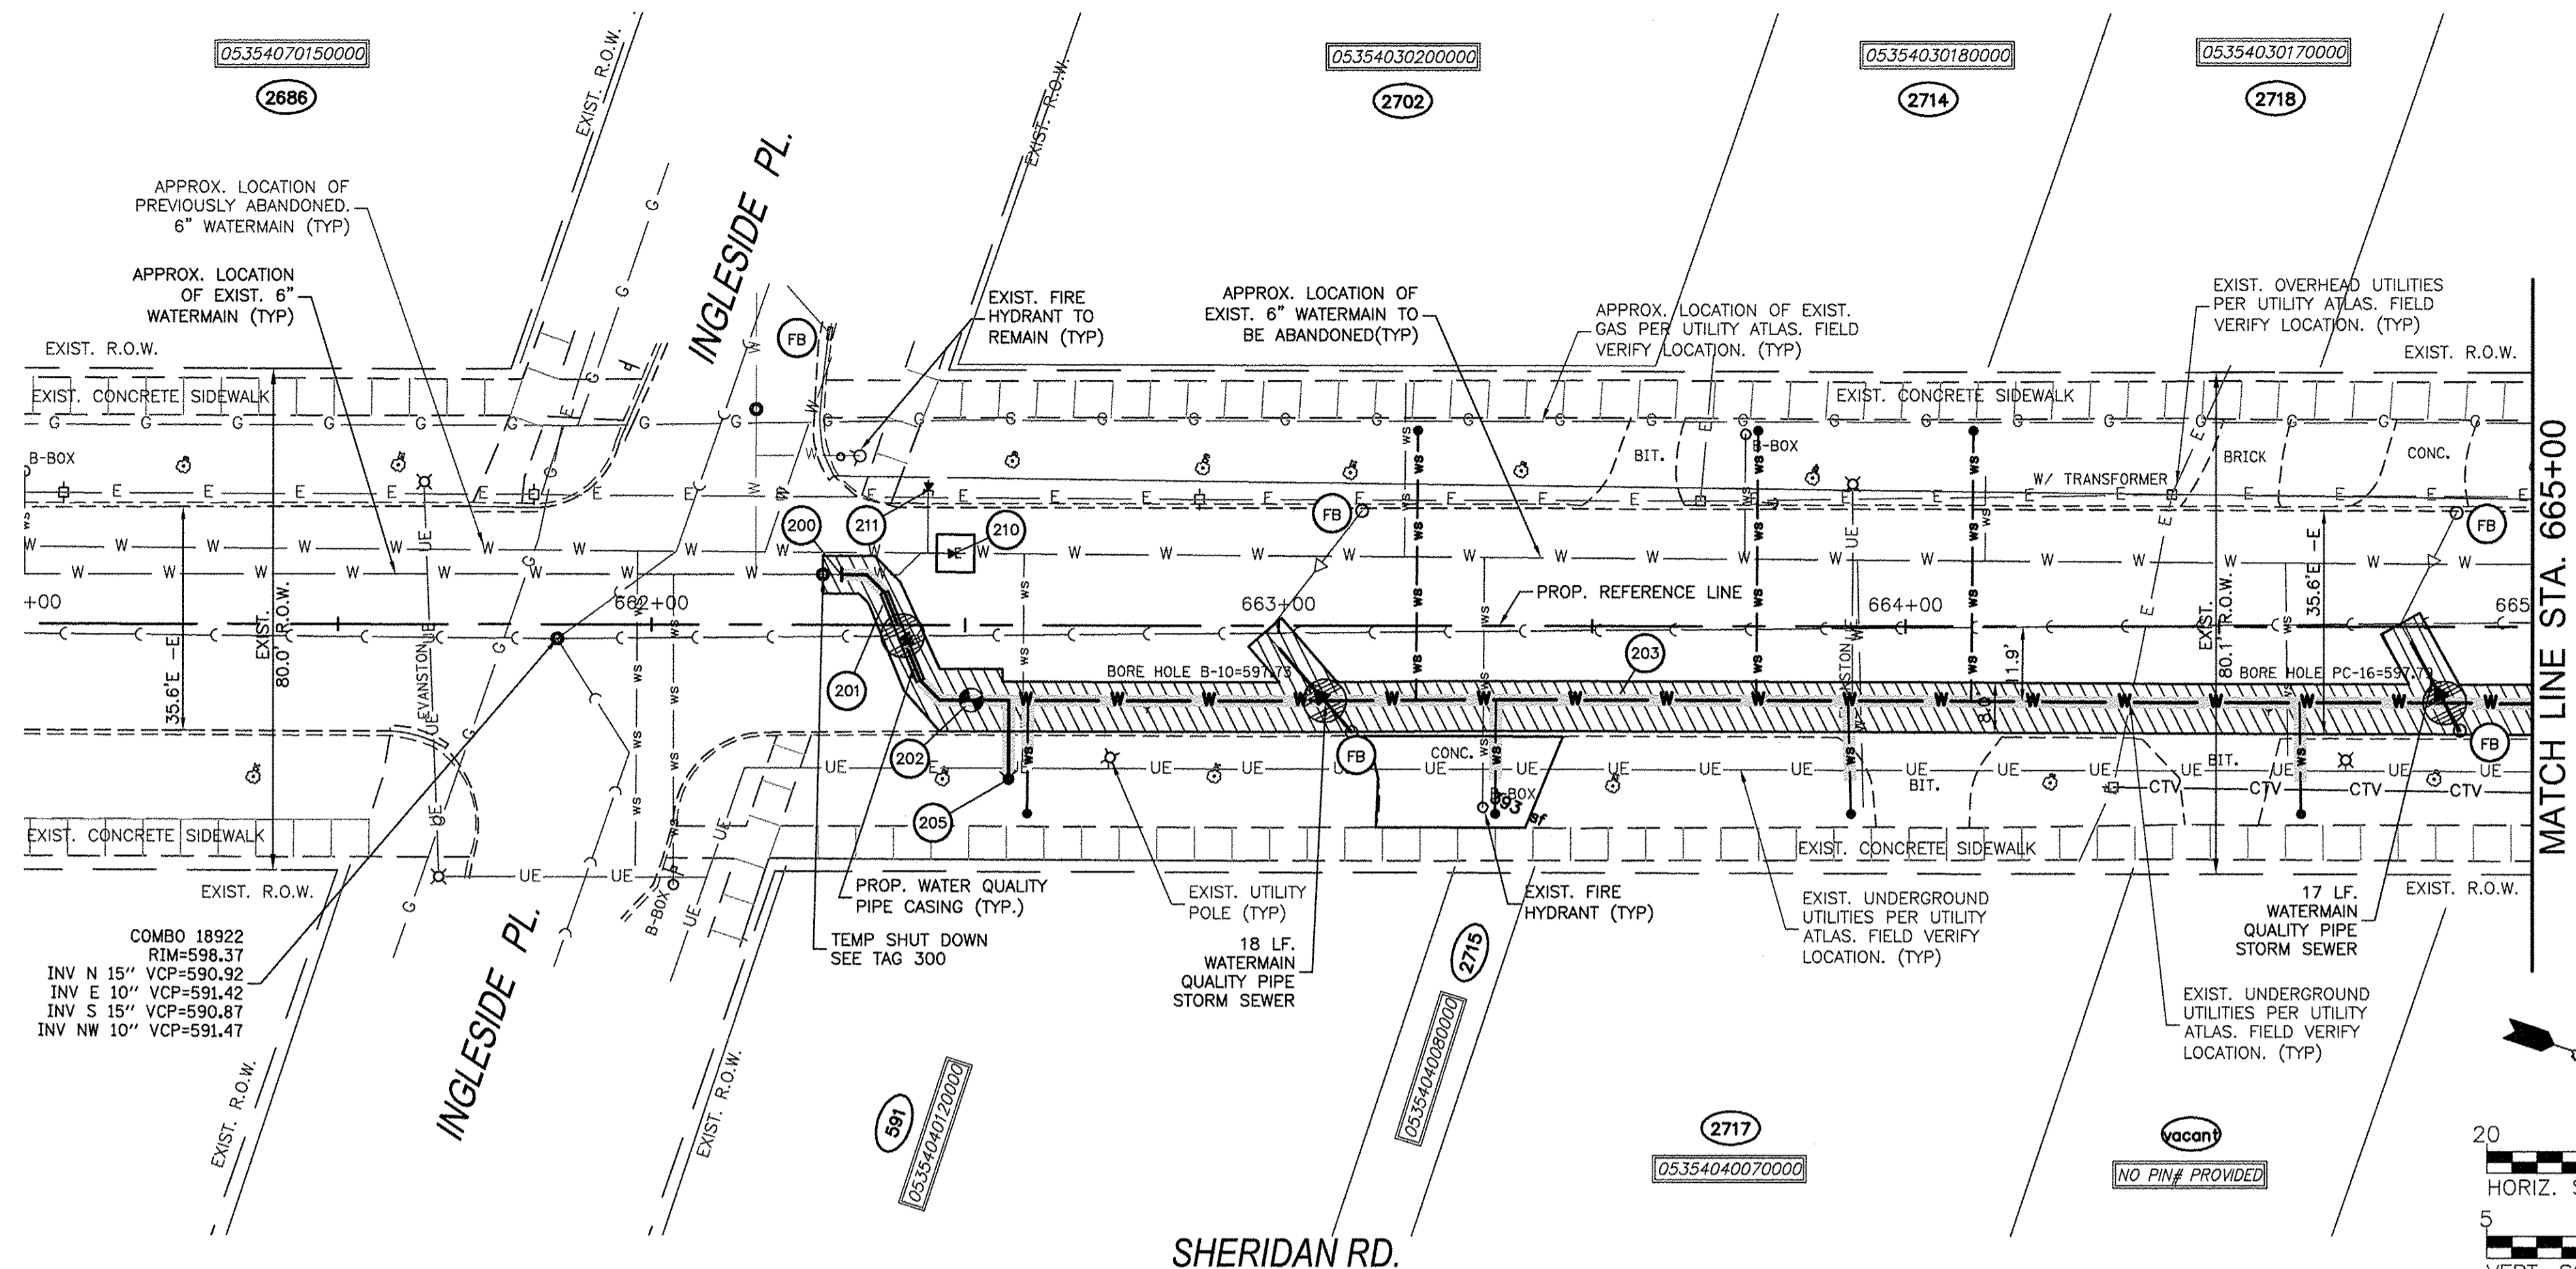 05354070150000
2686
05354030200000
2702
05354030180000
2714
05354030170000
2718
EXIST. R.O.W.
EXIST. R.O.W.
INGLESIDE PL.
APPROX. LOCATION OF
PREVIOUSLY ABANDONED.
6" WATERMAIN (TYP)
APPROX. LOCATION
OF EXIST. 6"
WATERMAIN (TYP)
EXIST. FIRE
HYDRANT TO
REMAIN (TYP)
APPROX. LOCATION OF
EXIST. 6" WATERMAIN TO
BE ABANDONED(TYP)
APPROX. LOCATION OF EXIST.
GAS PER UTILITY ATLAS. FIELD
VERIFY LOCATION. (TYP)
EXIST. OVERHEAD UTILITIES
PER UTILITY ATLAS. FIELD
VERIFY LOCATION. (TYP)
EXIST. R.O.W.
EXIST. R.O.W.
FB
EXIST. CONCRETE SIDEWALK
EXIST. CONCRETE SIDEWALK
B-BOX
B-BOX
BIT.
BRICK
CONC.
W/ TRANSFORMER
MATCH LINE STA. 665+00
200
211
210
FB
FB
+00
662+00
663+00
664+00
665
PROP. REFERENCE LINE
35.6'E -E
EXIST.
80.0' R.O.W.
EVANSTON
EXIST.
80.1' R.O.W.
35.6'E -E
11.9'
8.0'
201
203
BORE HOLE B-10=597.73
BORE HOLE PC-16=597.79
202
205
FB
FB
CONC.
BIT.
BIT.
B-BOX
393 sf
CTV
CTV
CTV
CTV
EXIST. CONCRETE SIDEWALK
EXIST. CONCRETE SIDEWALK
EXIST. R.O.W.
EXIST. R.O.W.
B-BOX
PROP. WATER QUALITY
PIPE CASING (TYP.)
EXIST. UTILITY
POLE (TYP)
EXIST. FIRE
HYDRANT (TYP)
EXIST. UNDERGROUND
UTILITIES PER UTILITY
ATLAS. FIELD VERIFY
LOCATION. (TYP)
17 LF.
WATERMAIN
QUALITY PIPE
STORM SEWER
TEMP SHUT DOWN
SEE TAG 300
18 LF.
WATERMAIN
QUALITY PIPE
STORM SEWER
COMBO 18922
RIM=598.37
INV N 15" VCP=590.92
INV E 10" VCP=591.42
INV S 15" VCP=590.87
INV NW 10" VCP=591.47
INGLESIDE PL.
EXIST. R.O.W.
EXIST. R.O.W.
EXIST. UNDERGROUND
UTILITIES PER UTILITY
ATLAS. FIELD VERIFY
LOCATION. (TYP)
591
05354040120000
2715
05354040080000
2717
05354040070000
vacant
NO PIN# PROVIDED
20
HORIZ.
5
SHERIDAN RD.